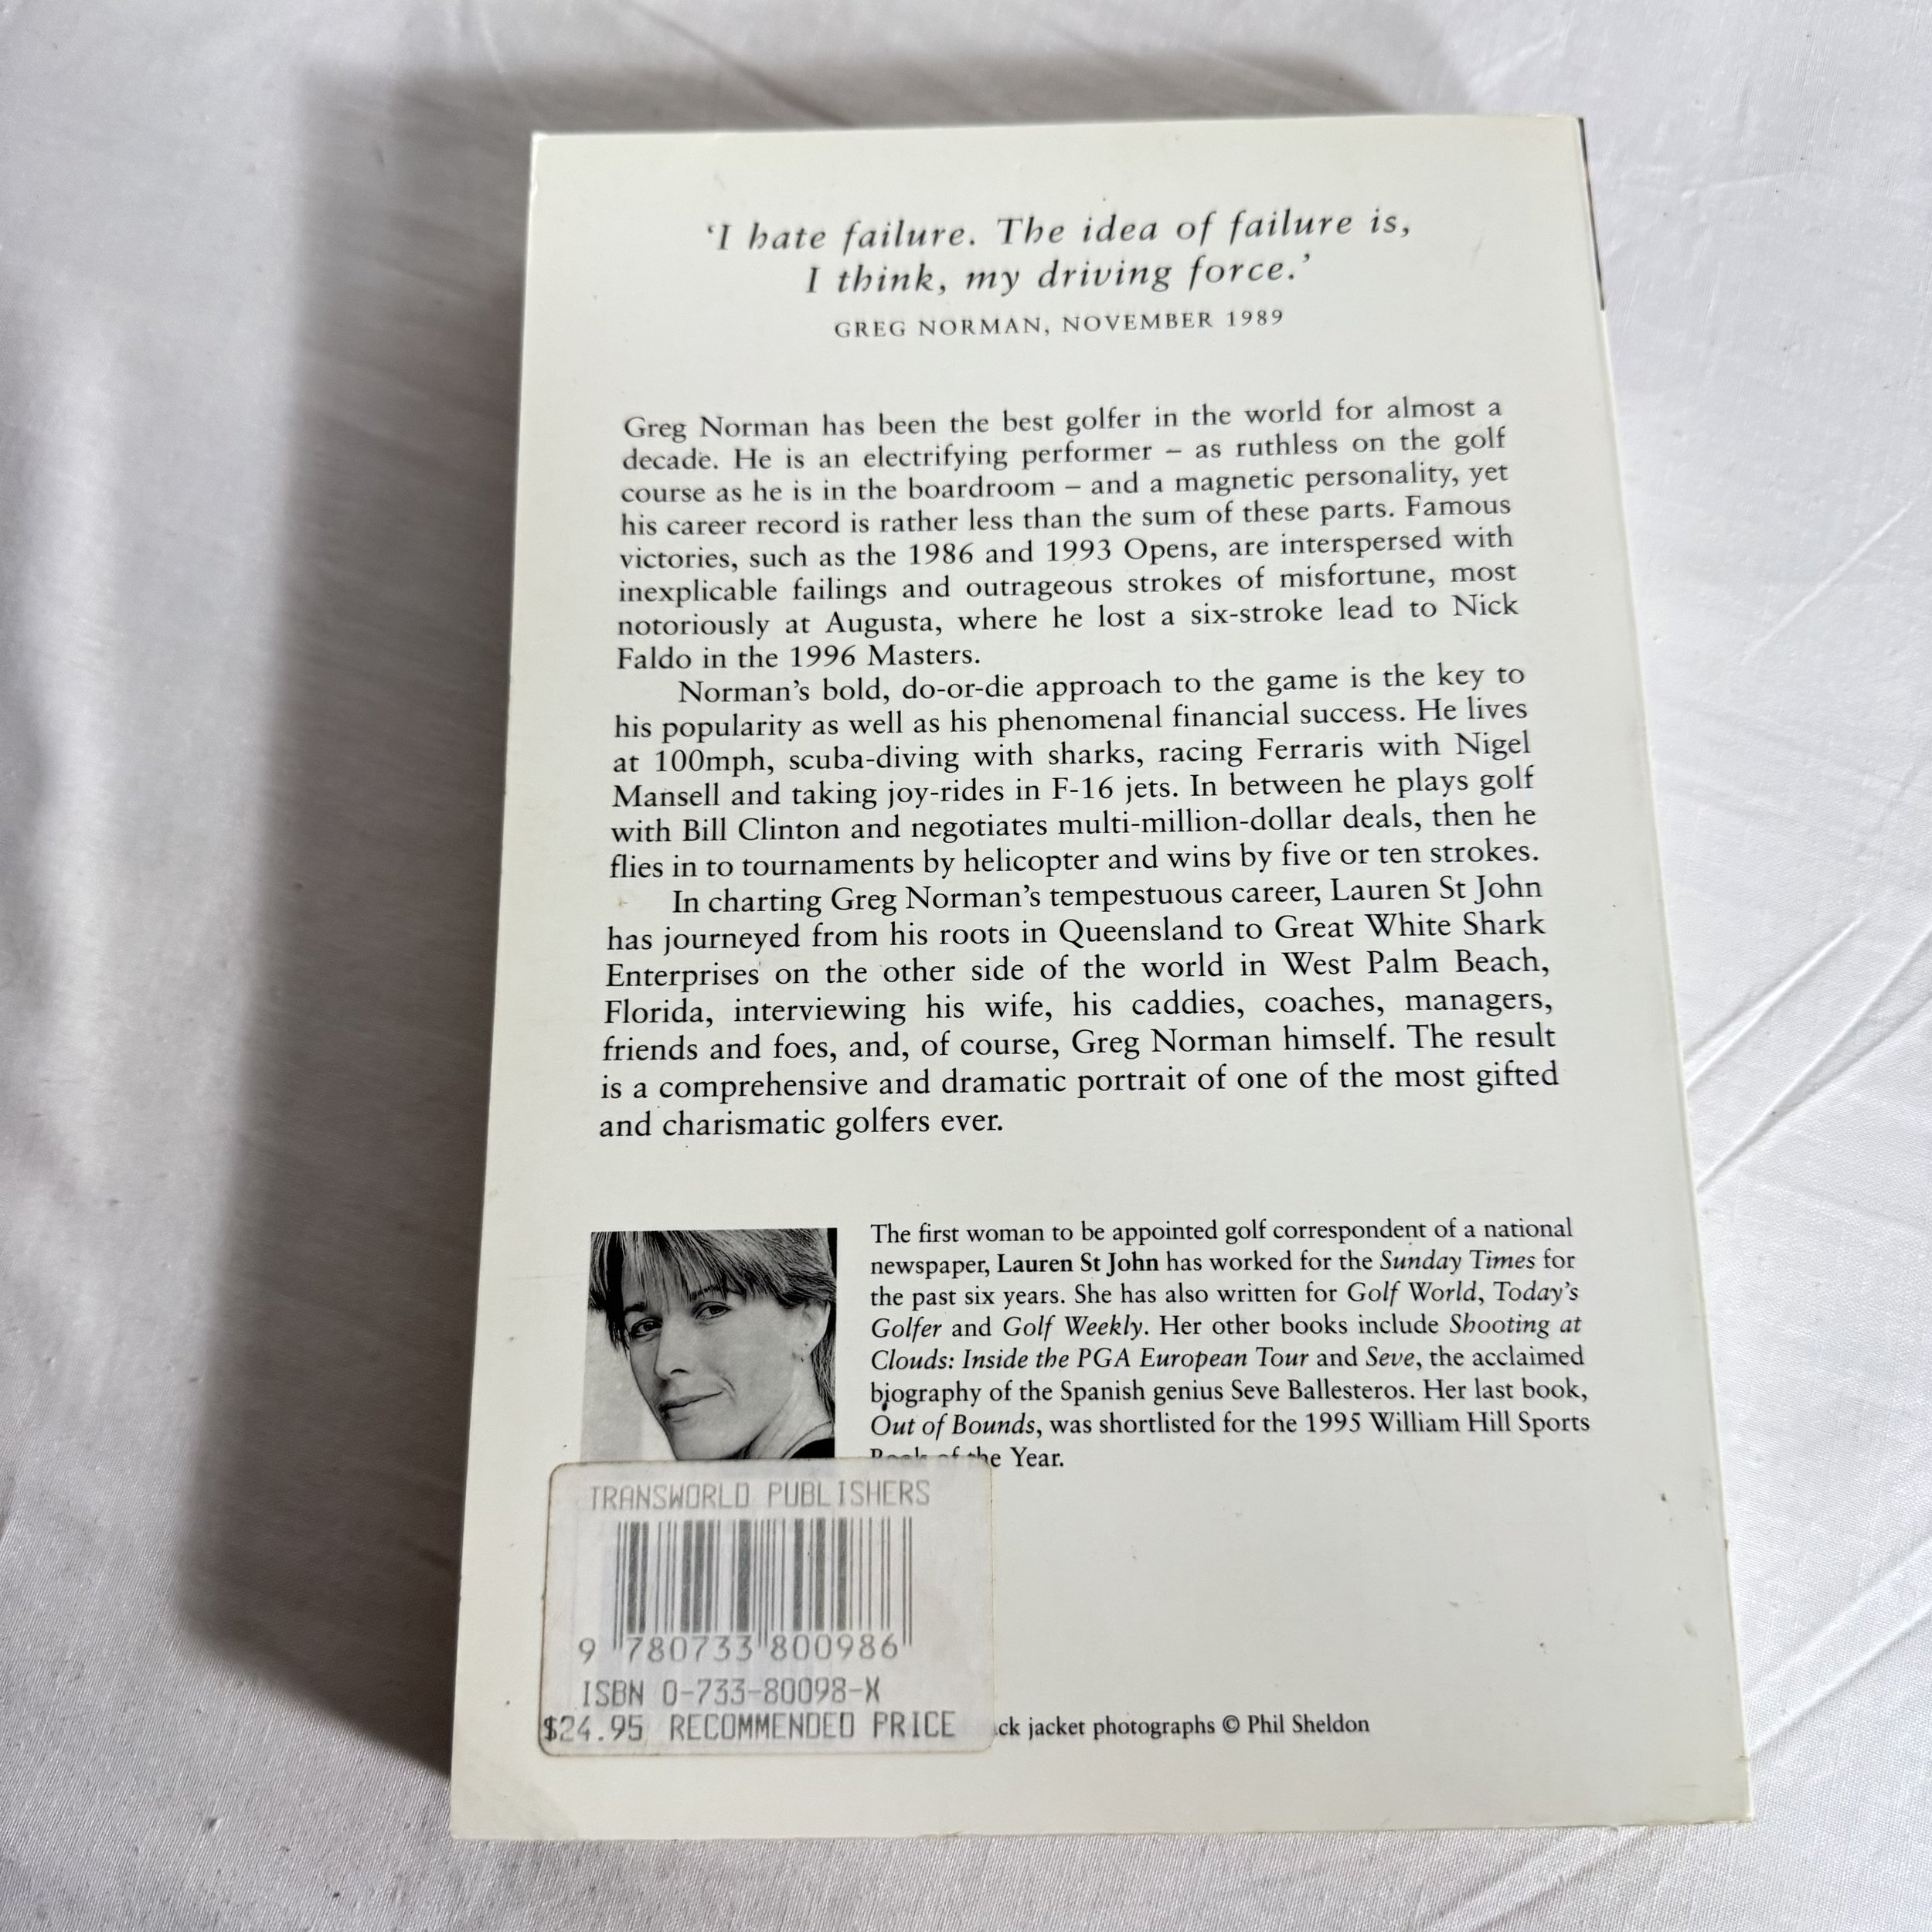 ‘I hate failure. The idea of failure is,
I think, my driving force.’
GREG NORMAN, NOVEMBER 1989
Greg Norman has been the best golfer in the world for almost a
decade. He is an electrifying performer – as ruthless on the golf
course as he is in the boardroom – and a magnetic personality, yet
his career record is rather less than the sum of these parts. Famous
victories, such as the 1986 and 1993 Opens, are interspersed with
inexplicable failings and outrageous strokes of misfortune, most
notoriously at Augusta, where he lost a six-stroke lead to Nick
Faldo in the 1996 Masters.
Norman’s bold, do-or-die approach to the game is the key to
his popularity as well as his phenomenal financial success. He lives
at 100mph, scuba-diving with sharks, racing Ferraris with Nigel
Mansell and taking joy-rides in F-16 jets. In between he plays golf
with Bill Clinton and negotiates multi-million-dollar deals, then he
flies in to tournaments by helicopter and wins by five or ten strokes.
In charting Greg Norman’s tempestuous career, Lauren St John
has journeyed from his roots in Queensland to Great White Shark
Enterprises on the other side of the world in West Palm Beach,
Florida, interviewing his wife, his caddies, coaches, managers,
friends and foes, and, of course, Greg Norman himself. The result
is a comprehensive and dramatic portrait of one of the most gifted
and charismatic golfers ever.
The first woman to be appointed golf correspondent of a national
newspaper, Lauren St John has worked for the Sunday Times for
the past six years. She has also written for Golf World, Today’s
Golfer and Golf Weekly. Her other books include Shooting at
Clouds: Inside the PGA European Tour and Seve, the acclaimed
biography of the Spanish genius Seve Ballesteros. Her last book,
Out of Bounds, was shortlisted for the 1995 William Hill Sports
Book of the Year.
TRANSWORLD PUBLISHERS
9 780733 800986
ISBN 0-733-80098-X
$24.95 RECOMMENDED PRICE
ck jacket photographs © Phil Sheldon